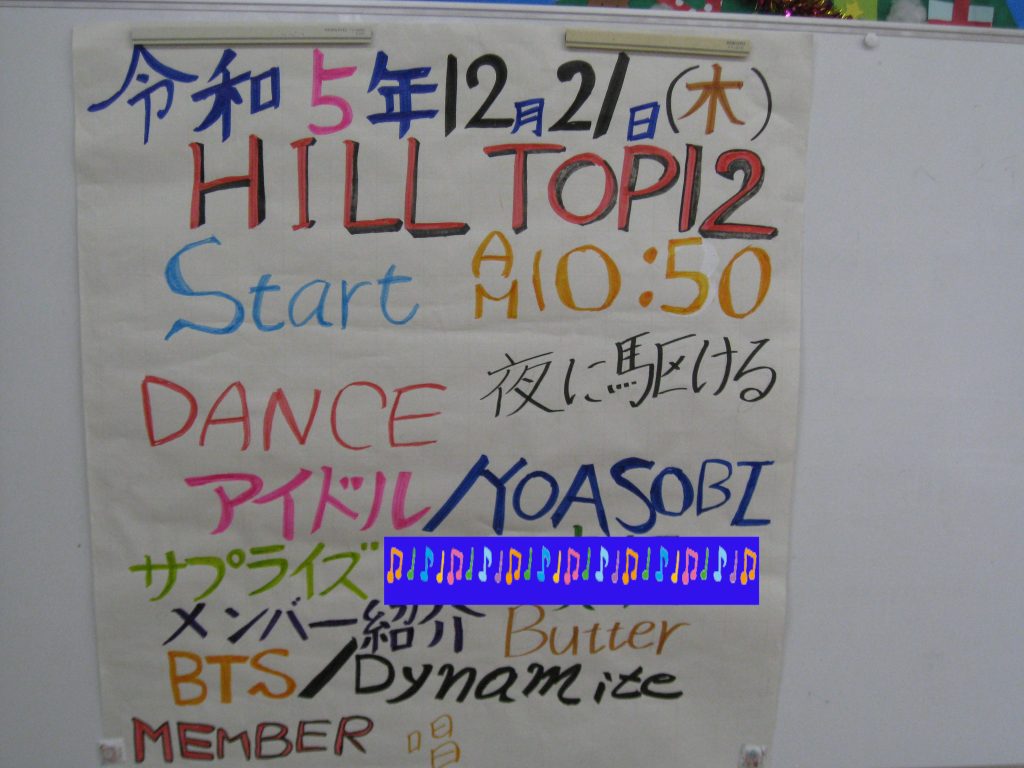 令和5年12月21日(木)
HILL TOP12
Start AM10:50
DANCE 夜に駆ける
アイドル/YOASOBI
サプライズ
メンバー紹介 Butter
BTS/Dynamite
MEMBER 唱